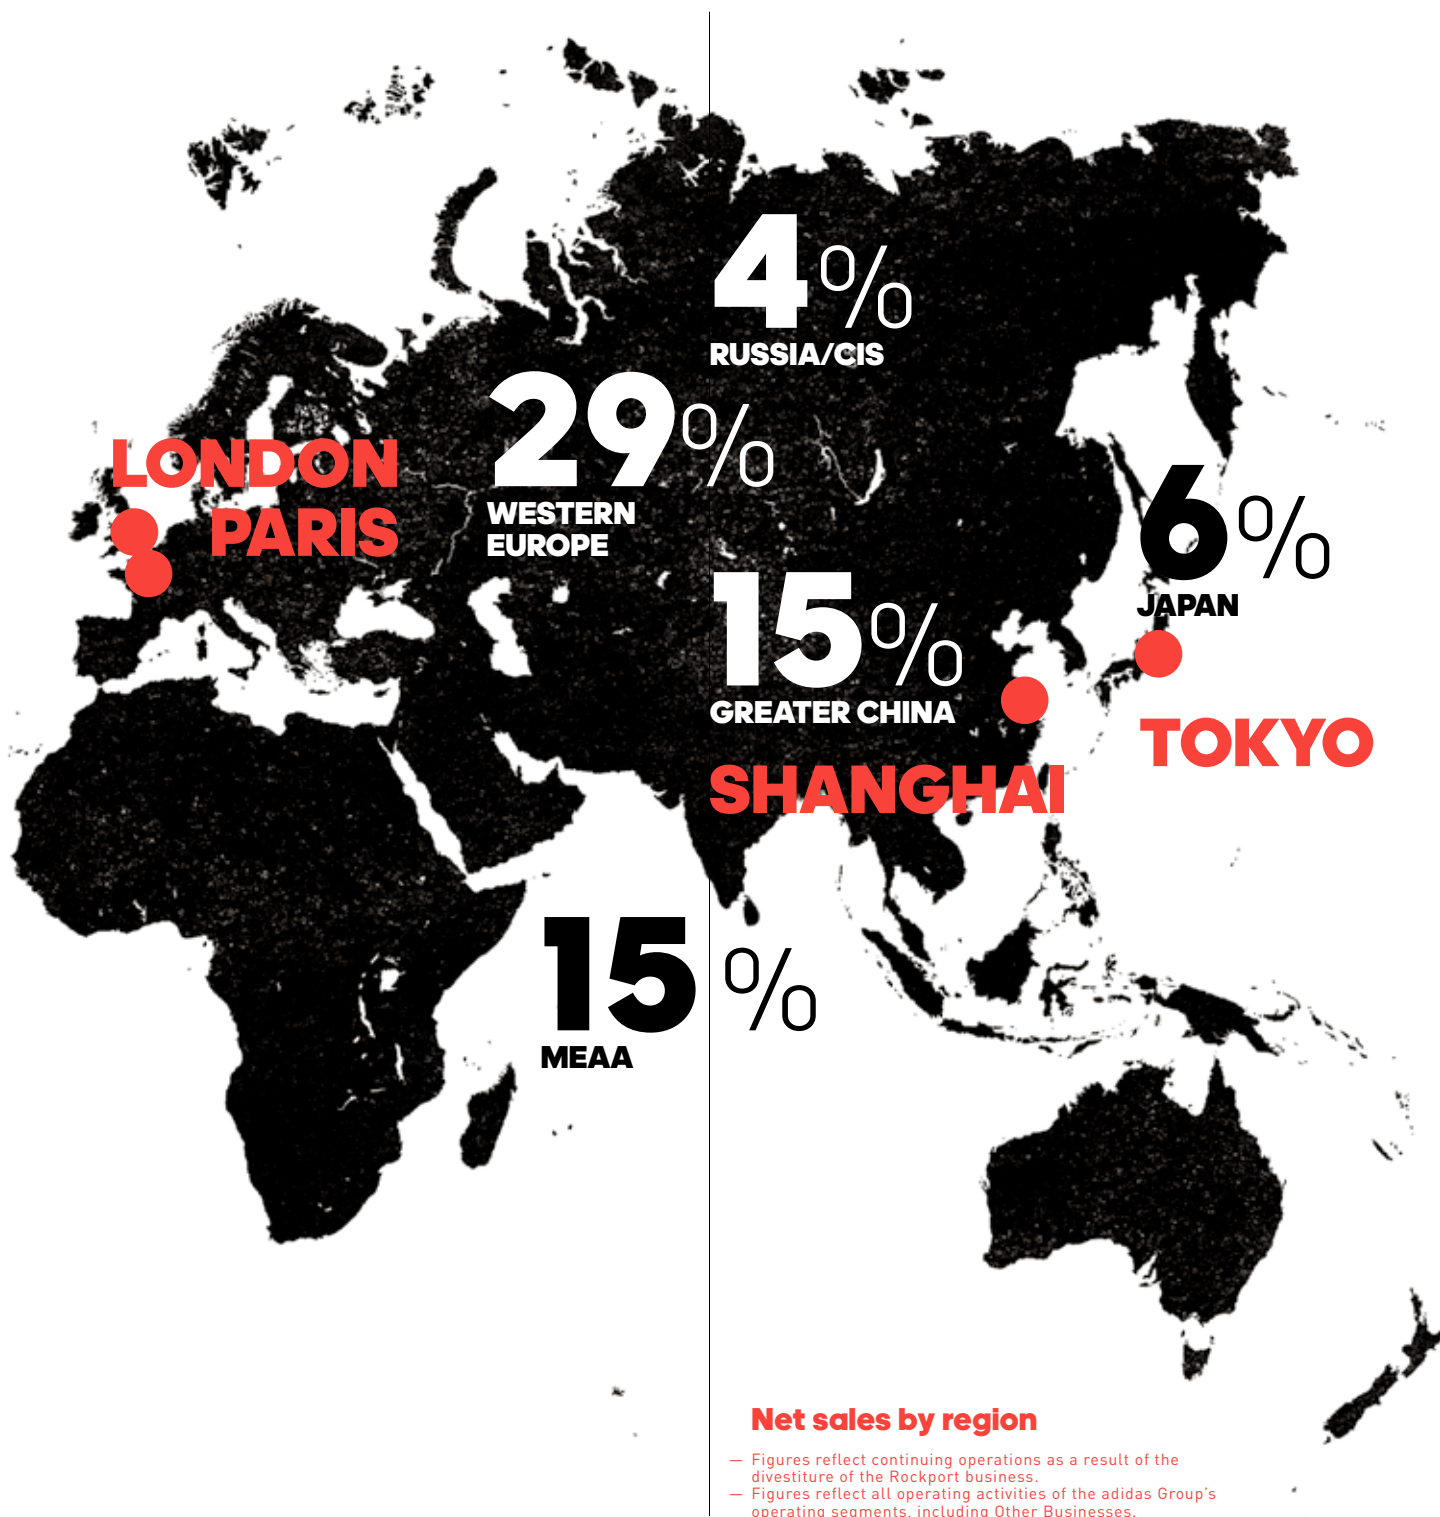 4%
RUSSIA/CIS
29%
WESTERN
EUROPE
LONDON
PARIS
6%
JAPAN
15%
GREATER CHINA
TOKYO
SHANGHAI
15%
MEAA
Net sales by region
— Figures reflect continuing operations as a result of the
divestiture of the Rockport business.
— Figures reflect all operating activities of the adidas Group’s
operating segments, including Other Businesses.